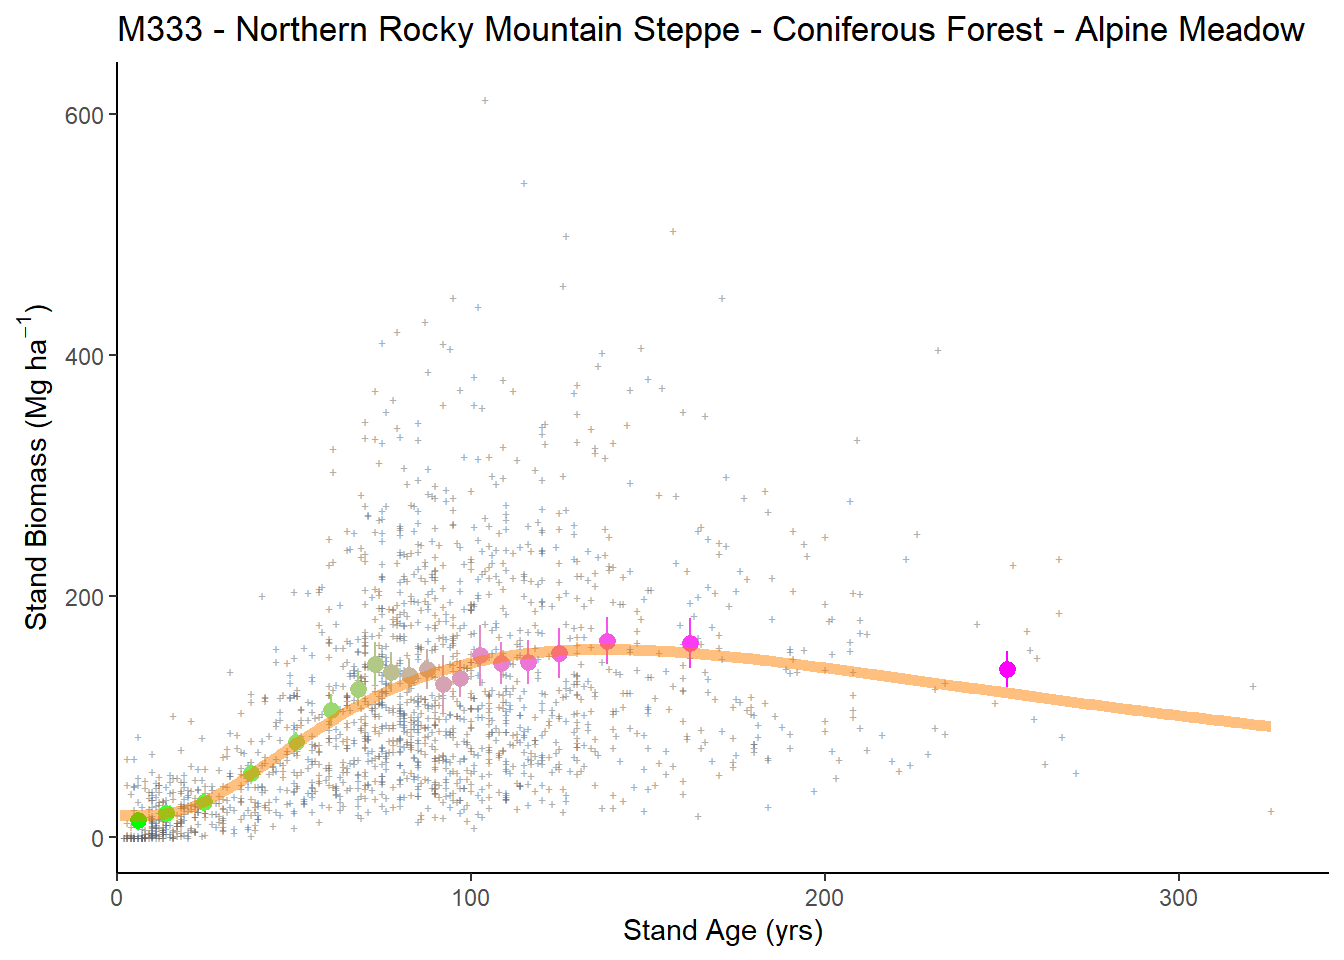 M333 - Northern Rocky Mountain Steppe - Coniferous Forest - Alpine Meadow
Stand Biomass (Mg ha⁻¹)
600
400
200
0
0 100 200 300
Stand Age (yrs)